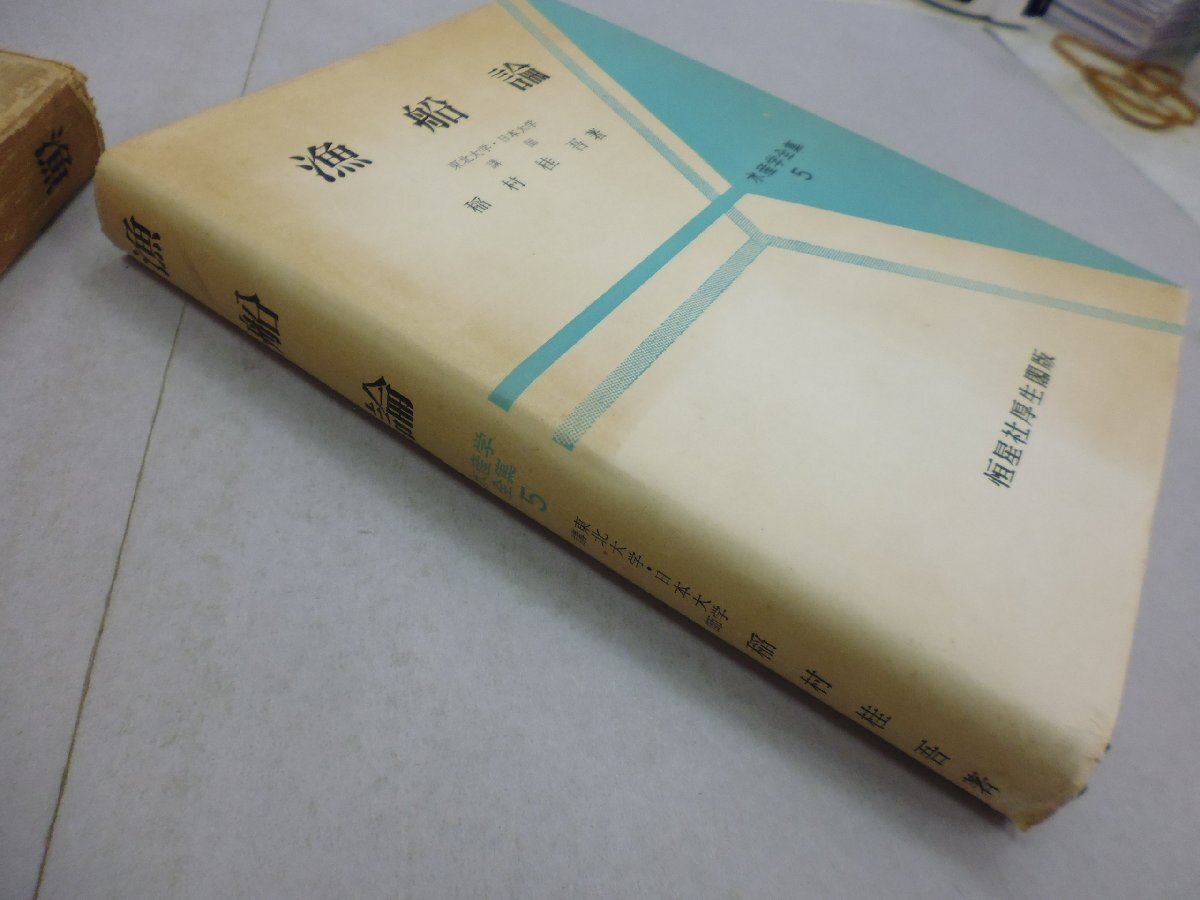 漁船論
東北大学・日本大学
講師
稲村桂吾著
水産学全集
5
恒星社厚生閣版
漁船論
水産学全集
5
東北大学・日本大学
講師
稲村桂吾著
漁